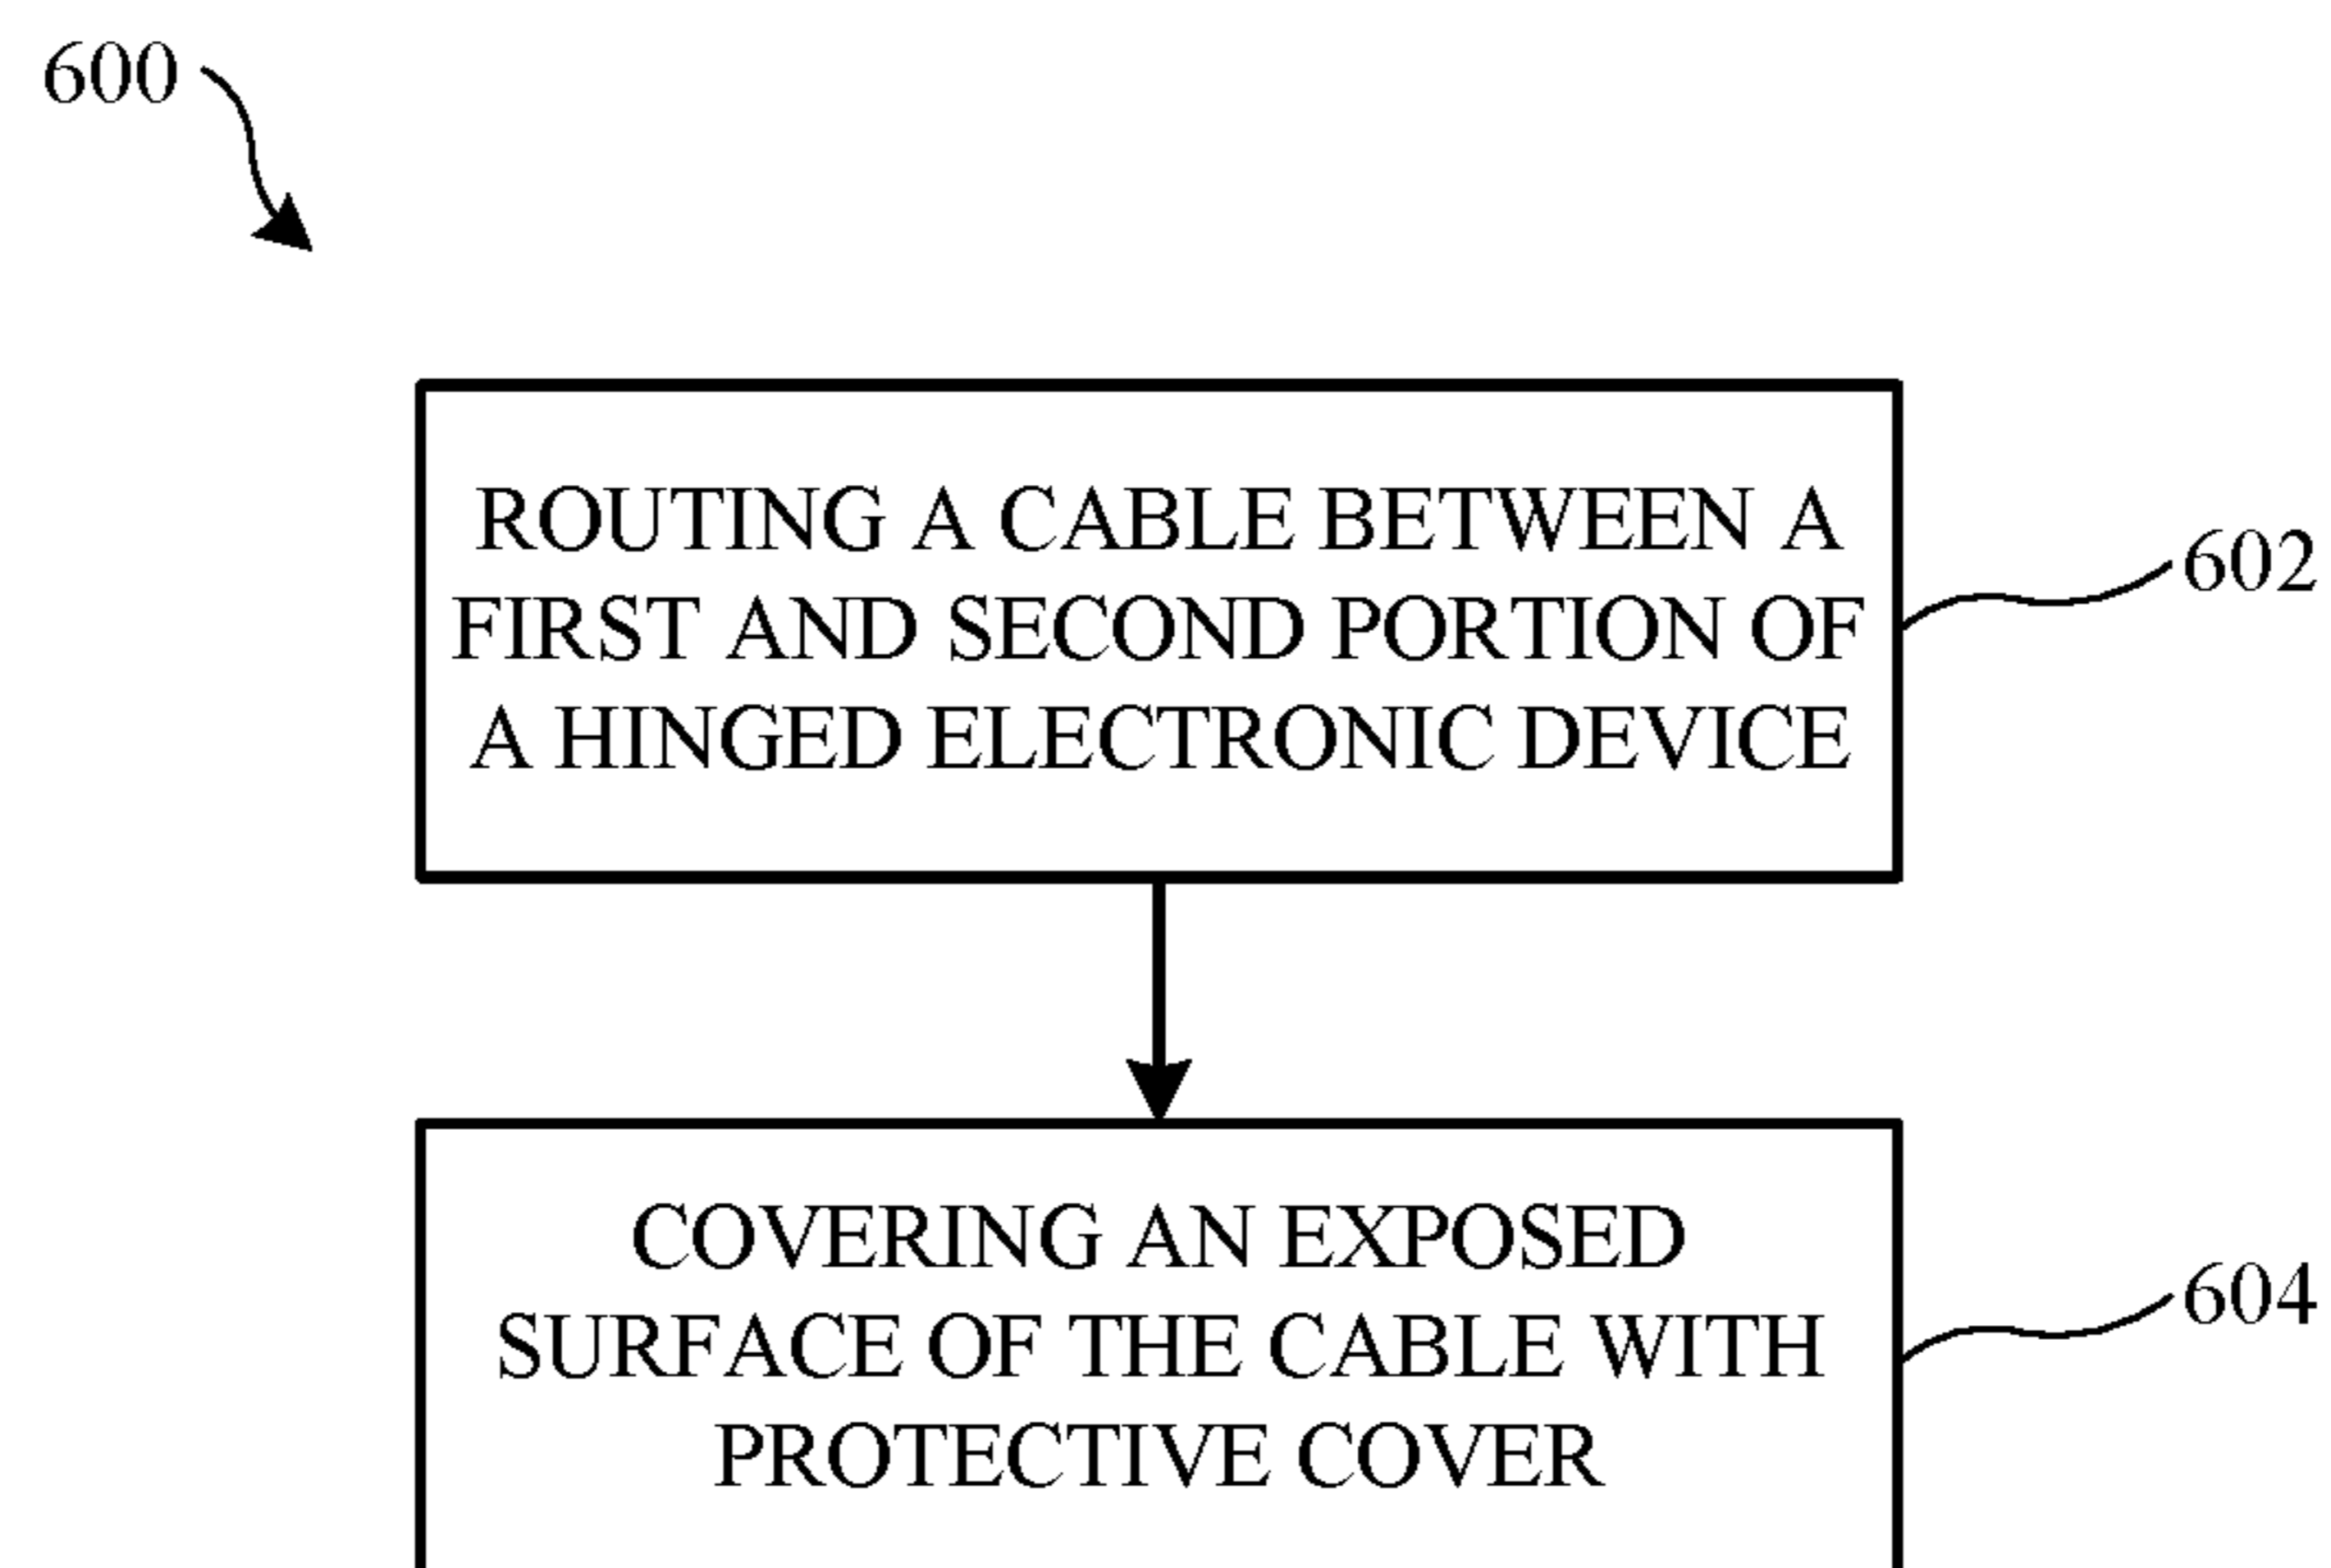 600
ROUTING A CABLE BETWEEN A
FIRST AND SECOND PORTION OF
A HINGED ELECTRONIC DEVICE
602
COVERING AN EXPOSED
SURFACE OF THE CABLE WITH
PROTECTIVE COVER
604